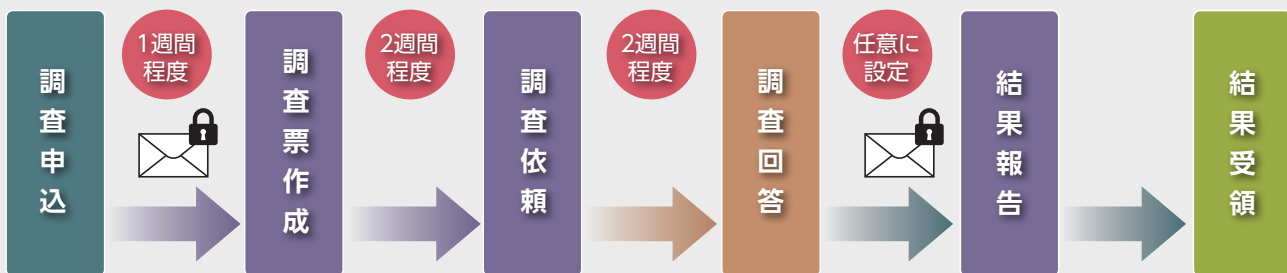 調査申込
1週間
程度
調査票作成
2週間
程度
調査依頼
2週間
程度
調査回答
任意に
設定
結果報告
結果受領